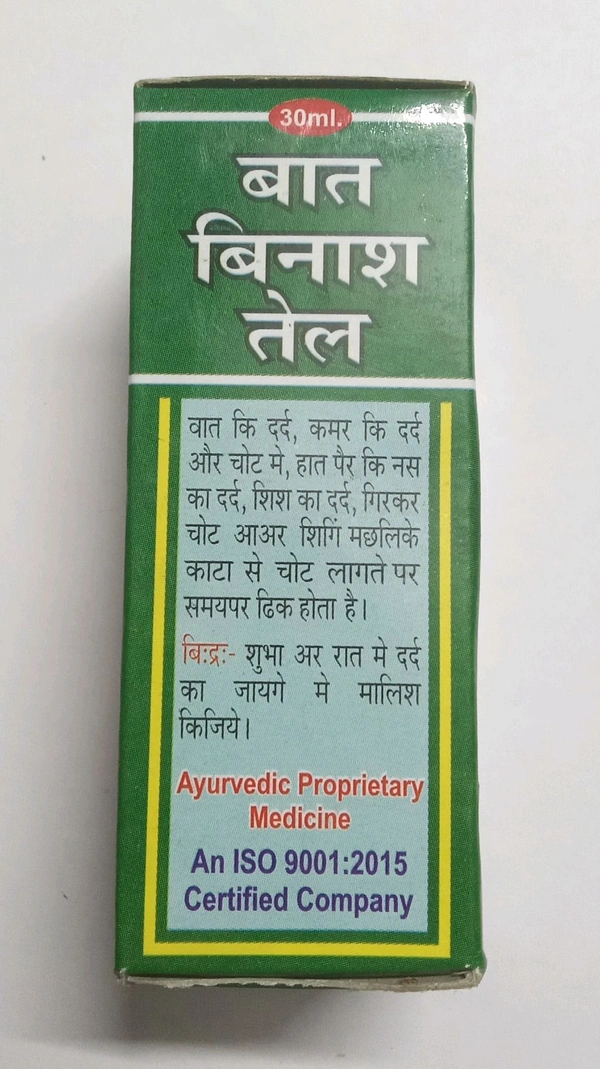 30ml.
बात
बिनाश
तेल
वात कि दर्द, कमर कि दर्द
और चोट मे, हात पैर कि नस
का दर्द, शिश का दर्द, गिरकर
चोट आअर शिगिं मछलिके
काटा से चोट लागते पर
समयपर ढिक होता है।
बिःद्रः- शुभा अर रात मे दर्द
का जायगे मे मालिश
किजिये।
Ayurvedic Proprietary
Medicine
An ISO 9001:2015
Certified Company